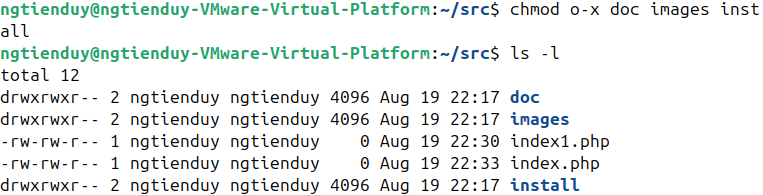 ngtienduy@ngtienduy-VMware-Virtual-Platform:~/src$ chmod o-x doc images inst
all
ngtienduy@ngtienduy-VMware-Virtual-Platform:~/src$ ls -l
total 12
drwxrwxr-- 2 ngtienduy ngtienduy 4096 Aug 19 22:17 doc
drwxrwxr-- 2 ngtienduy ngtienduy 4096 Aug 19 22:17 images
-rw-rw-r-- 1 ngtienduy ngtienduy    0 Aug 19 22:30 index1.php
-rw-rw-r-- 1 ngtienduy ngtienduy    0 Aug 19 22:33 index.php
drwxrwxr-- 2 ngtienduy ngtienduy 4096 Aug 19 22:17 install